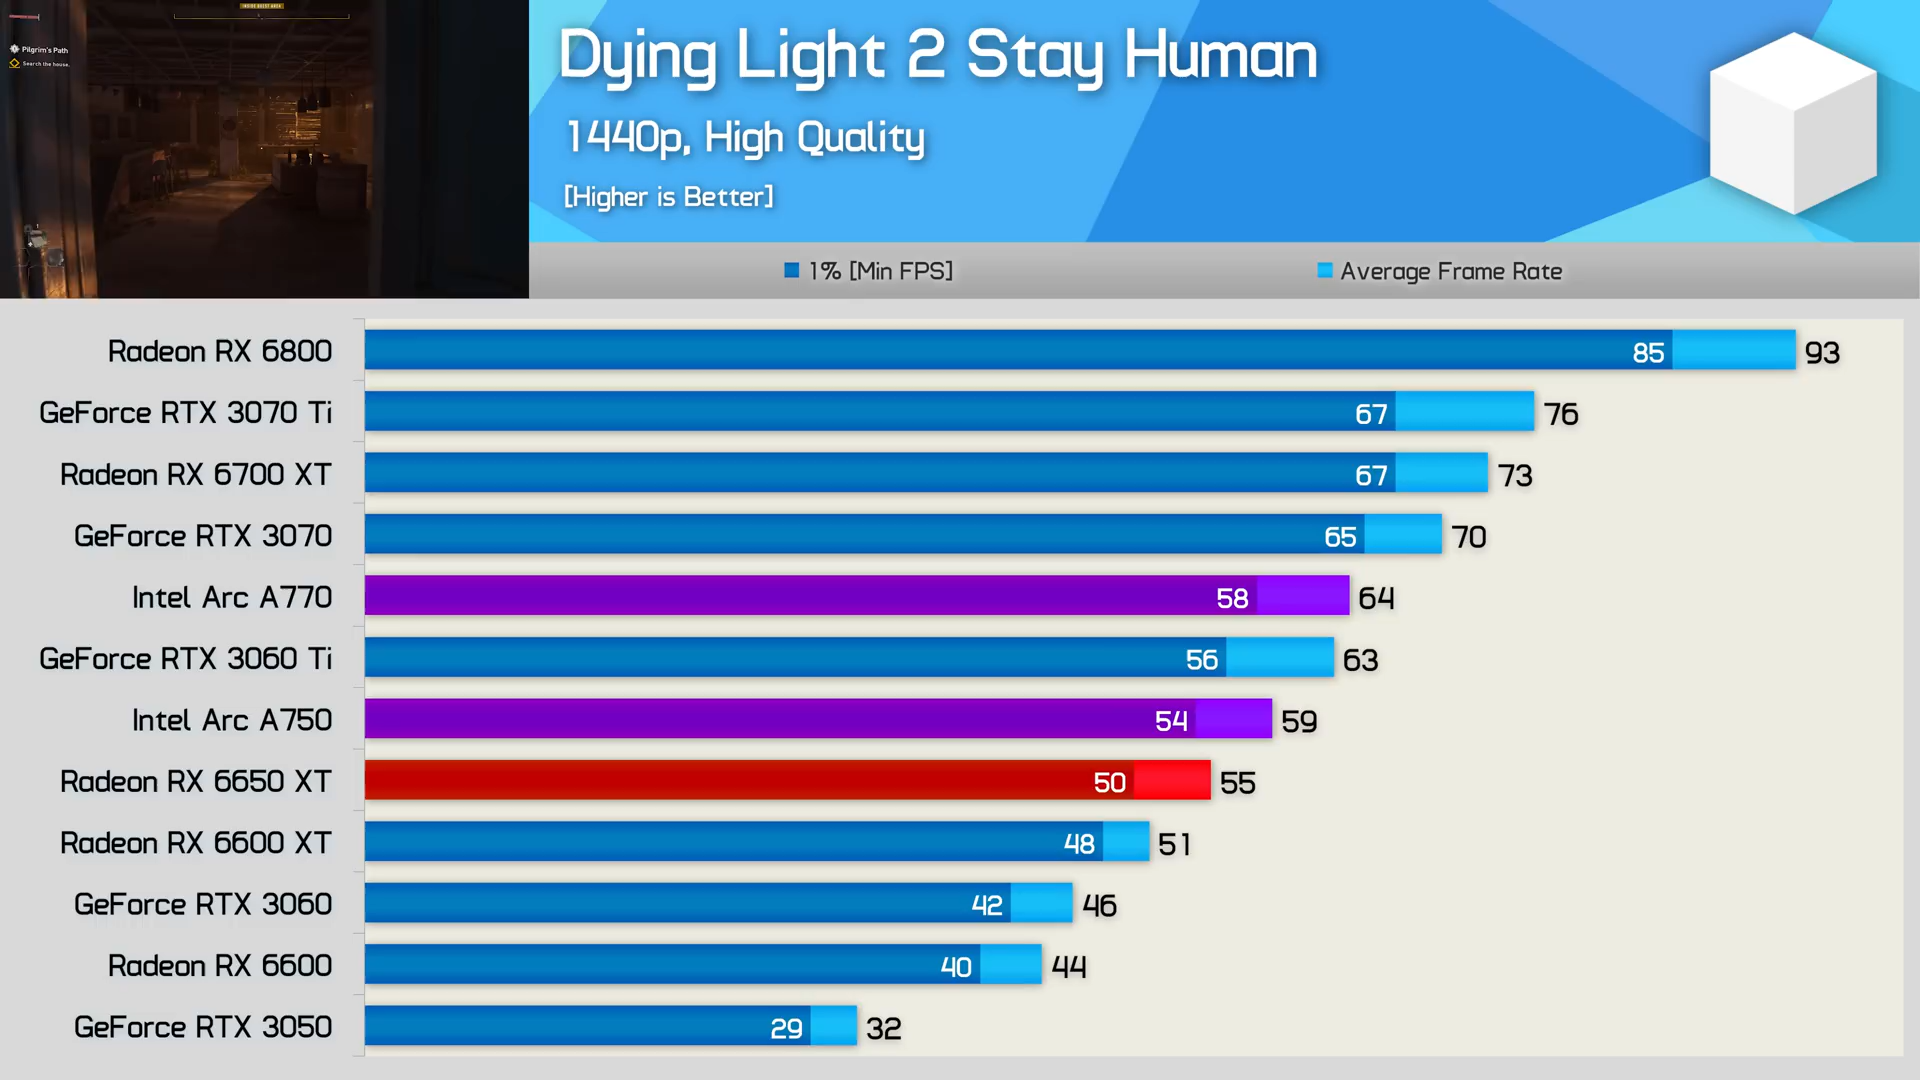 INSIDE QUEST AREA
Pilgrim's Path
Search the house.
Dying Light 2 Stay Human
1440p, High Quality
[Higher is Better]
1% [Min FPS]
Average Frame Rate
Radeon RX 6800 85 93
GeForce RTX 3070 Ti 67 76
Radeon RX 6700 XT 67 73
GeForce RTX 3070 65 70
Intel Arc A770 58 64
GeForce RTX 3060 Ti 56 63
Intel Arc A750 54 59
Radeon RX 6650 XT 50 55
Radeon RX 6600 XT 48 51
GeForce RTX 3060 42 46
Radeon RX 6600 40 44
GeForce RTX 3050 29 32